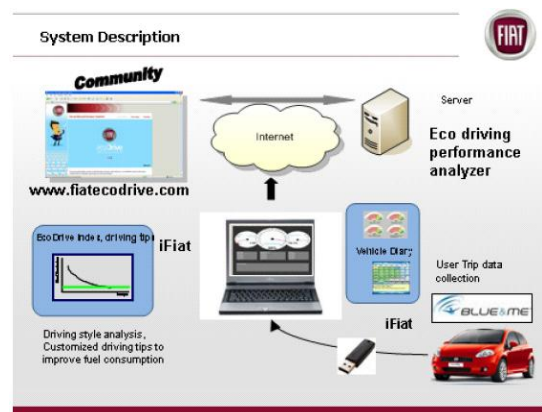 System Description
FIAT
Community
Internet
Server
Eco driving
performance
analyzer
www.fiatecodrive.com
EcoDrive Index, driving tips
iFiat
Vehicle Diary
User Trip data
collection
Driving style analysis,
Customized driving tips to
improve fuel consumption
iFiat
BLUE&ME